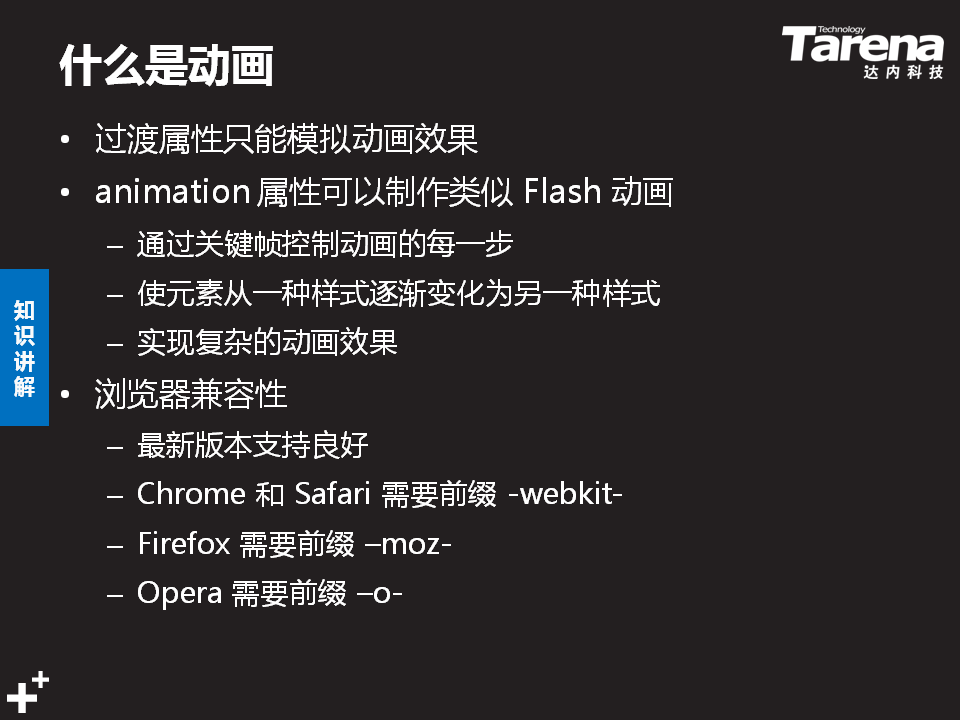 什么是动画
Technology
Tarena
达内科技
• 过渡属性只能模拟动画效果
• animation 属性可以制作类似 Flash 动画
– 通过关键帧控制动画的每一步
– 使元素从一种样式逐渐变化为另一种样式
– 实现复杂的动画效果
知识讲解
• 浏览器兼容性
– 最新版本支持良好
– Chrome 和 Safari 需要前缀 -webkit-
– Firefox 需要前缀 –moz-
– Opera 需要前缀 –o-